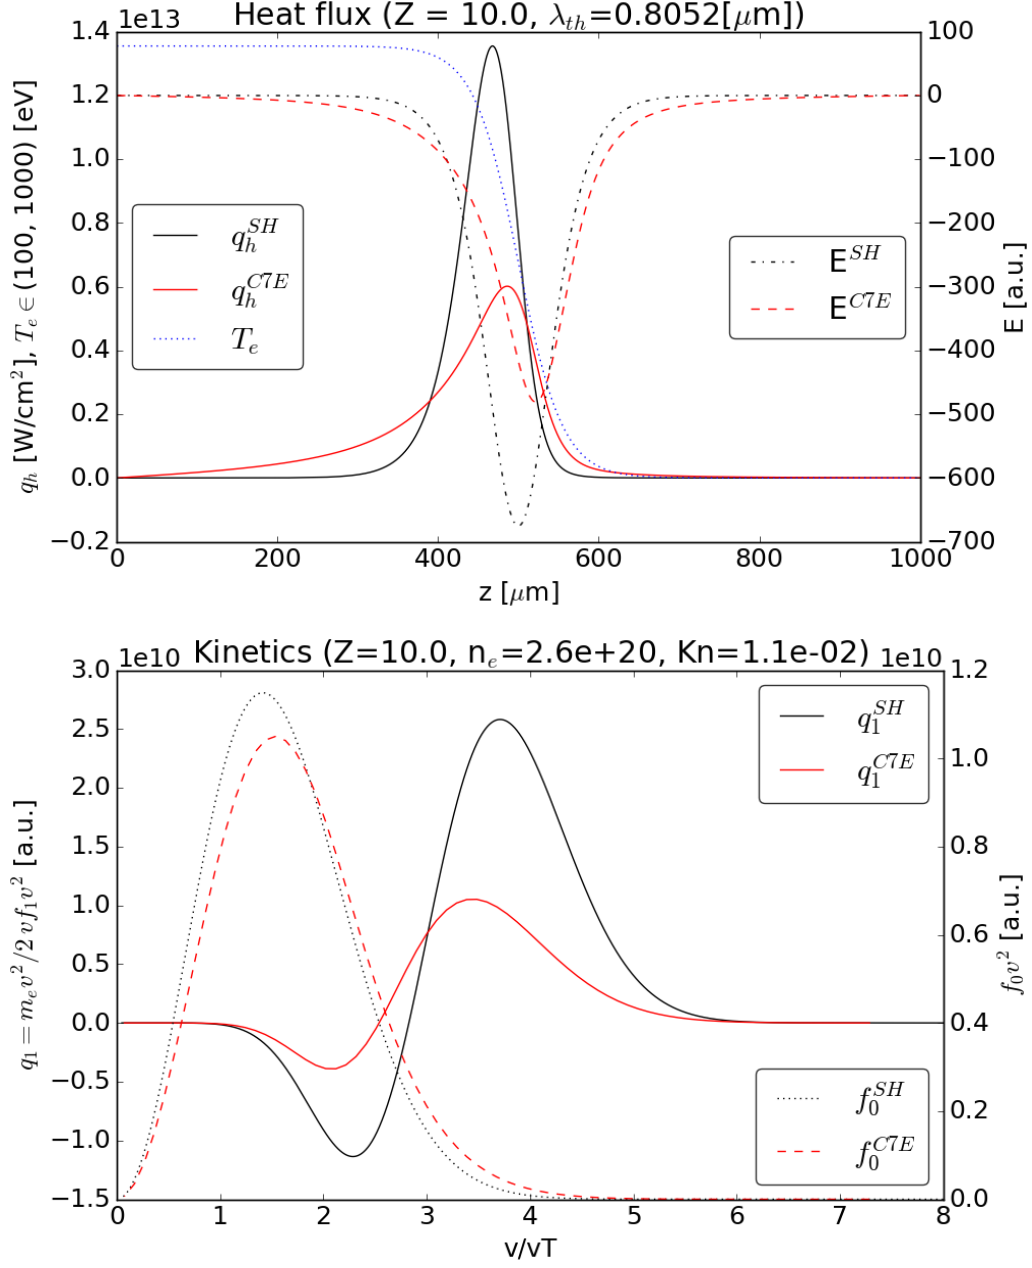 Heat flux (Z = 10.0, λ_th=0.8052[μm])
1e13
1.4
1.2
1.0
0.8
0.6
0.4
0.2
0.0
−0.2
q_h [W/cm²], T_e ∈ (100, 1000) [eV]
q_h^SH
q_h^C7E
T_e
E^SH
E^C7E
100
0
−100
−200
−300
−400
−500
−600
−700
E [a.u.]
0 200 400 600 800 1000
z [μm]
Kinetics (Z=10.0, n_e=2.6e+20, Kn=1.1e-02)
1e10
1e10
3.0
2.5
2.0
1.5
1.0
0.5
0.0
−0.5
−1.0
−1.5
q_1 = m_e v²/2 v f_1 v² [a.u.]
q_1^SH
q_1^C7E
f_0^SH
f_0^C7E
1.2
1.0
0.8
0.6
0.4
0.2
0.0
f_0 v² [a.u.]
0 1 2 3 4 5 6 7 8
v/vT